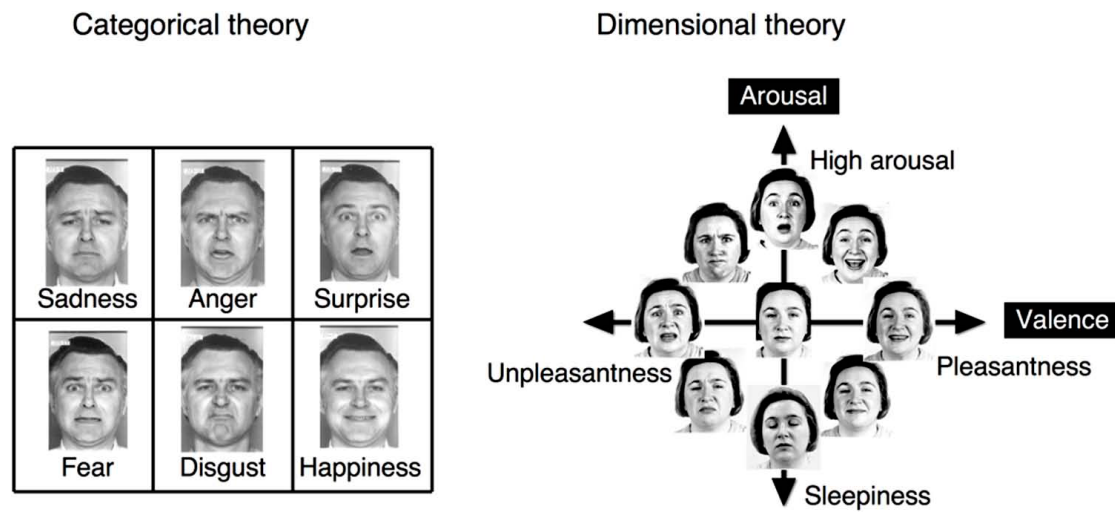 Categorical theory
Dimensional theory
Sadness
Anger
Surprise
Fear
Disgust
Happiness
Arousal
High arousal
Valence
Unpleasantness
Pleasantness
Sleepiness